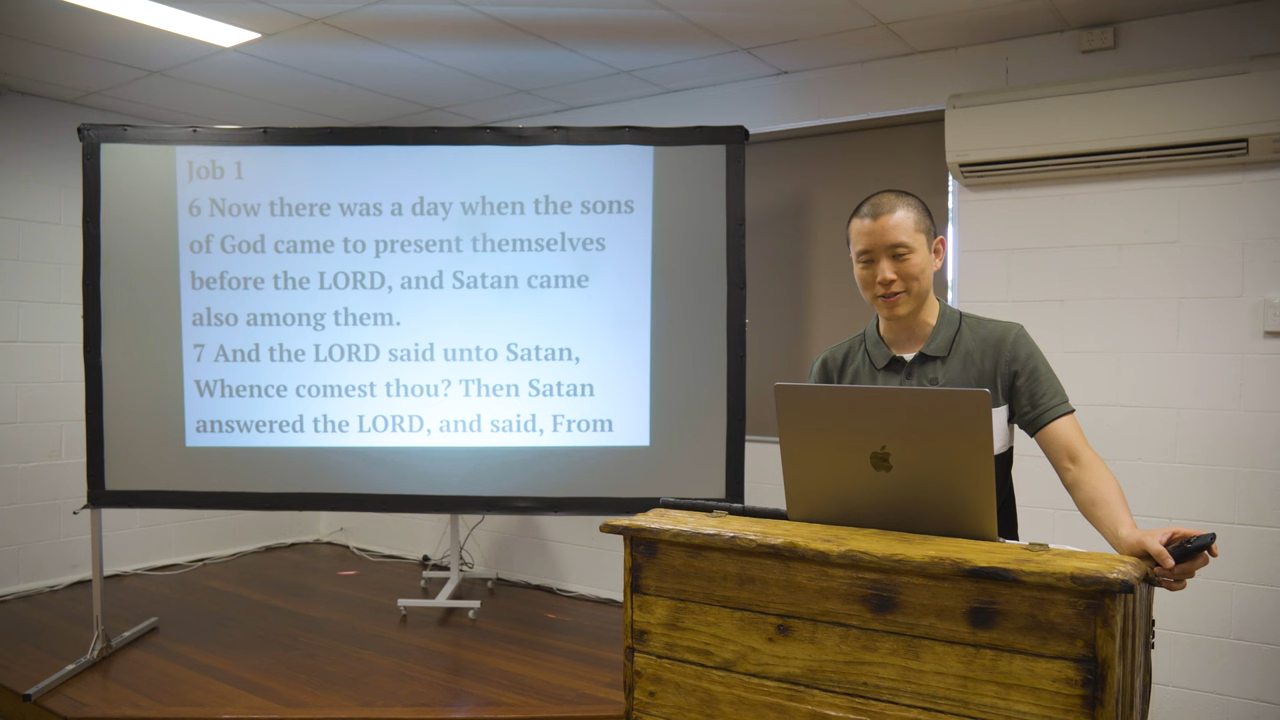 Job 1
6 Now there was a day when the sons
of God came to present themselves
before the LORD, and Satan came
also among them.
7 And the LORD said unto Satan,
Whence comest thou? Then Satan
answered the LORD, and said, From